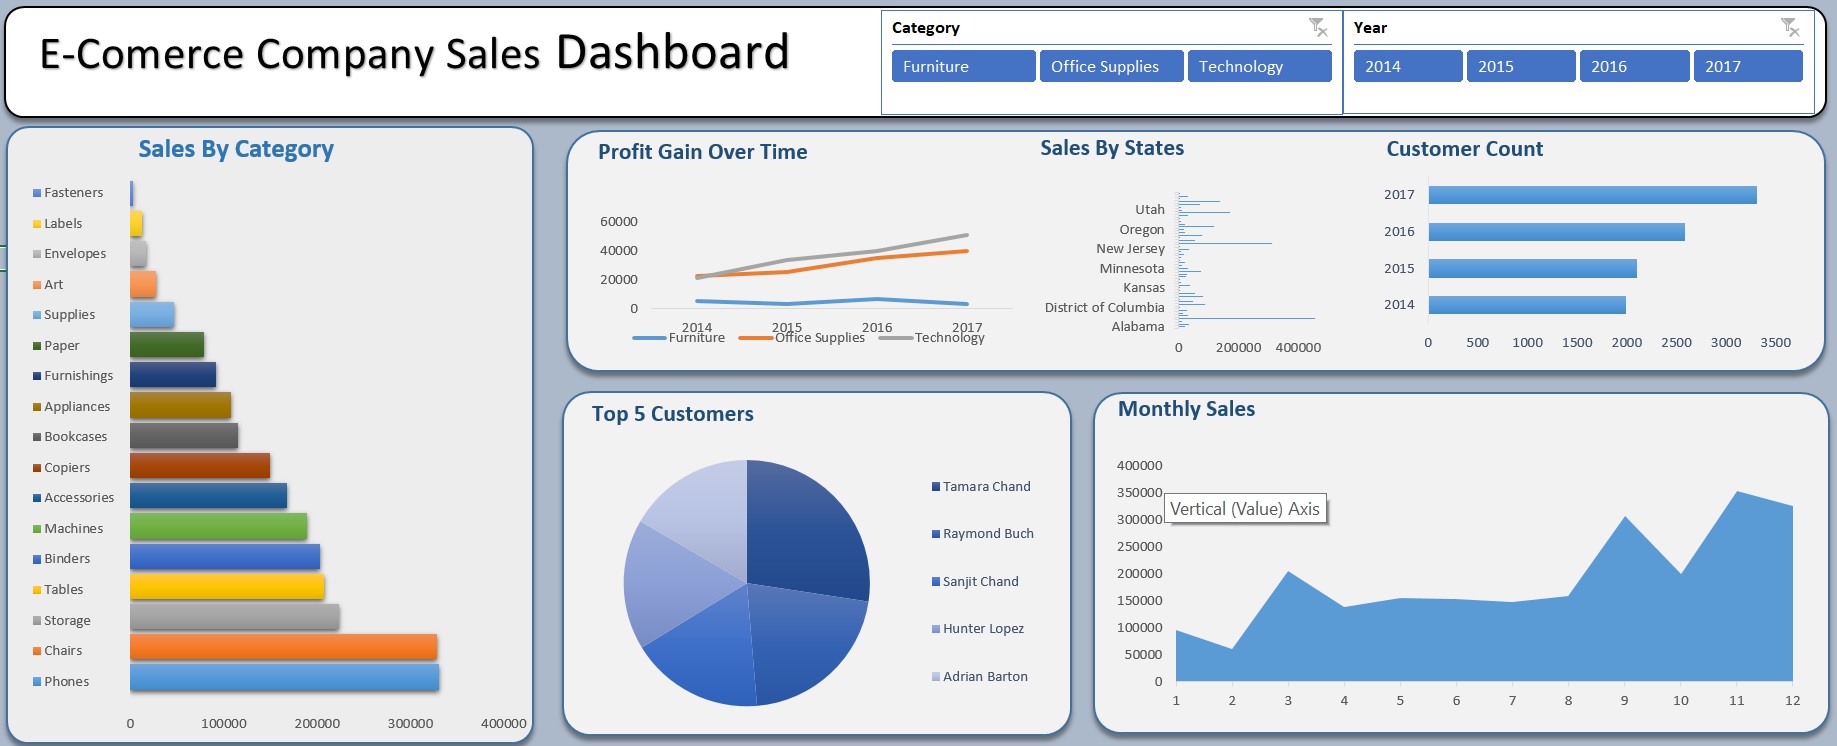 E-Comerce Company Sales Dashboard
Category
Furniture
Office Supplies
Technology
Year
2014
2015
2016
2017
Sales By Category
Fasteners
Labels
Envelopes
Art
Supplies
Paper
Furnishings
Appliances
Bookcases
Copiers
Accessories
Machines
Binders
Tables
Storage
Chairs
Phones
0 100000 200000 300000 400000
Profit Gain Over Time
60000
40000
20000
0
2014 2015 2016 2017
Furniture Office Supplies Technology
Sales By States
Utah
Oregon
New Jersey
Minnesota
Kansas
District of Columbia
Alabama
0 200000 400000
Customer Count
2017
2016
2015
2014
0 500 1000 1500 2000 2500 3000 3500
Top 5 Customers
Tamara Chand
Raymond Buch
Sanjit Chand
Hunter Lopez
Adrian Barton
Monthly Sales
400000
350000
Vertical (Value) Axis
300000
250000
200000
150000
100000
50000
0
1 2 3 4 5 6 7 8 9 10 11 12